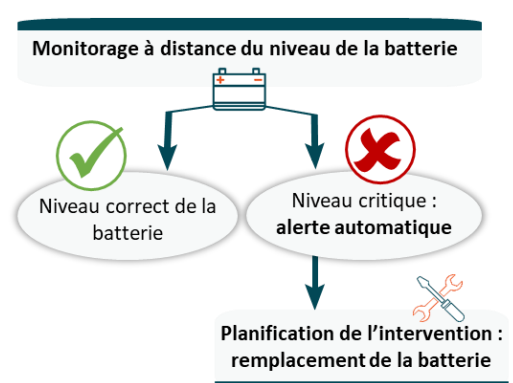 Monitorage à distance du niveau de la batterie
Niveau correct de la
batterie
Niveau critique :
alerte automatique
Planification de l’intervention :
remplacement de la batterie